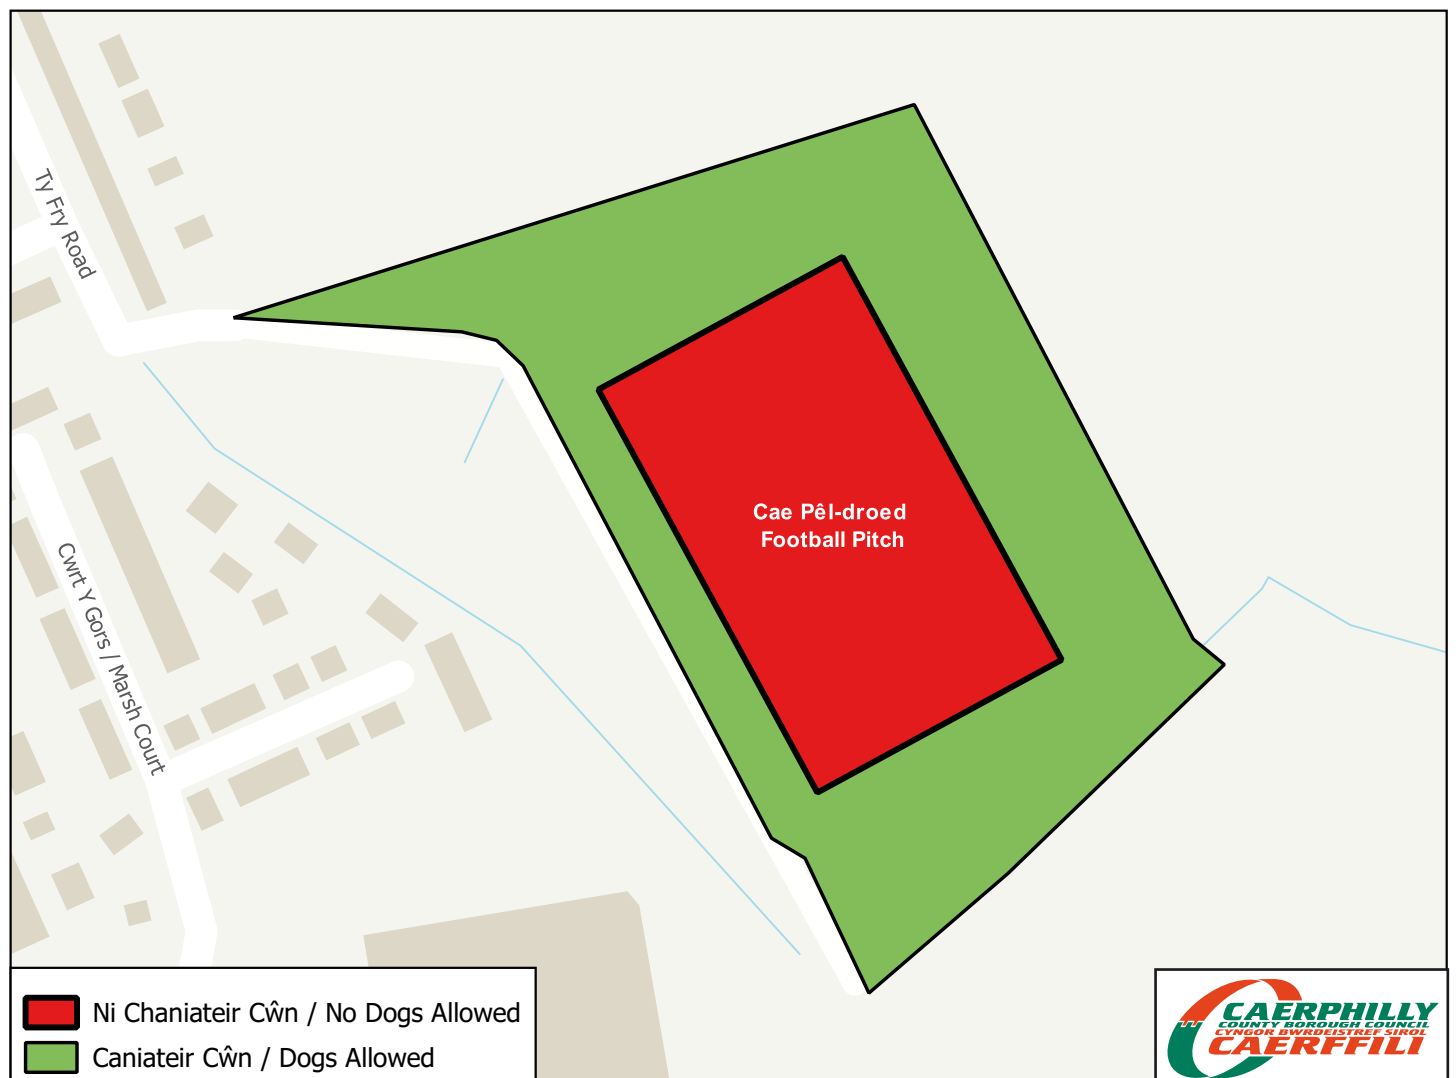 Ty Fry Road
Cae Pêl-droed
Football Pitch
Cwrt Y Gors / Marsh Court
Ni Chaniateir Cŵn / No Dogs Allowed
Caniateir Cŵn / Dogs Allowed
CAERPHILLY
COUNTY BOROUGH COUNCIL
CYNGOR BWRDEISTREF SIROL
CAERFFILI